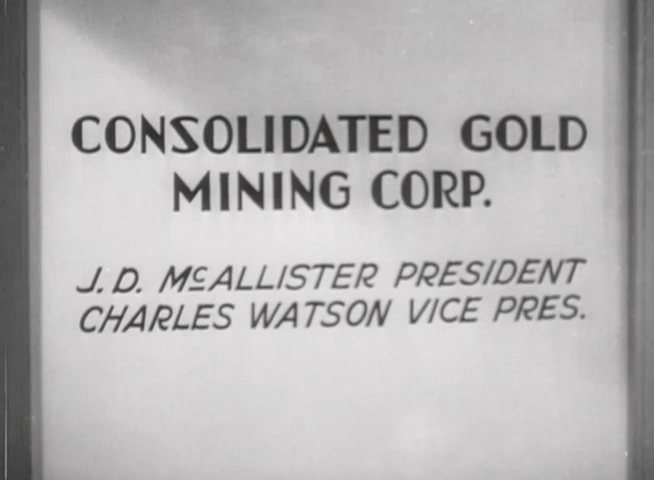 CONSOLIDATED GOLD
MINING CORP.
J. D. McALLISTER PRESIDENT
CHARLES WATSON VICE PRES.